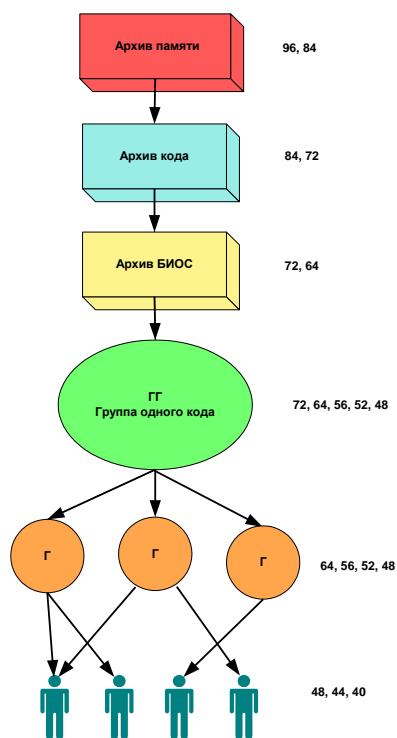 Архив памяти
96, 84
Архив кода
84, 72
Архив БИОС
72, 64
ГГ
Группа одного кода
72, 64, 56, 52, 48
Г
Г
Г
64, 56, 52, 48
48, 44, 40